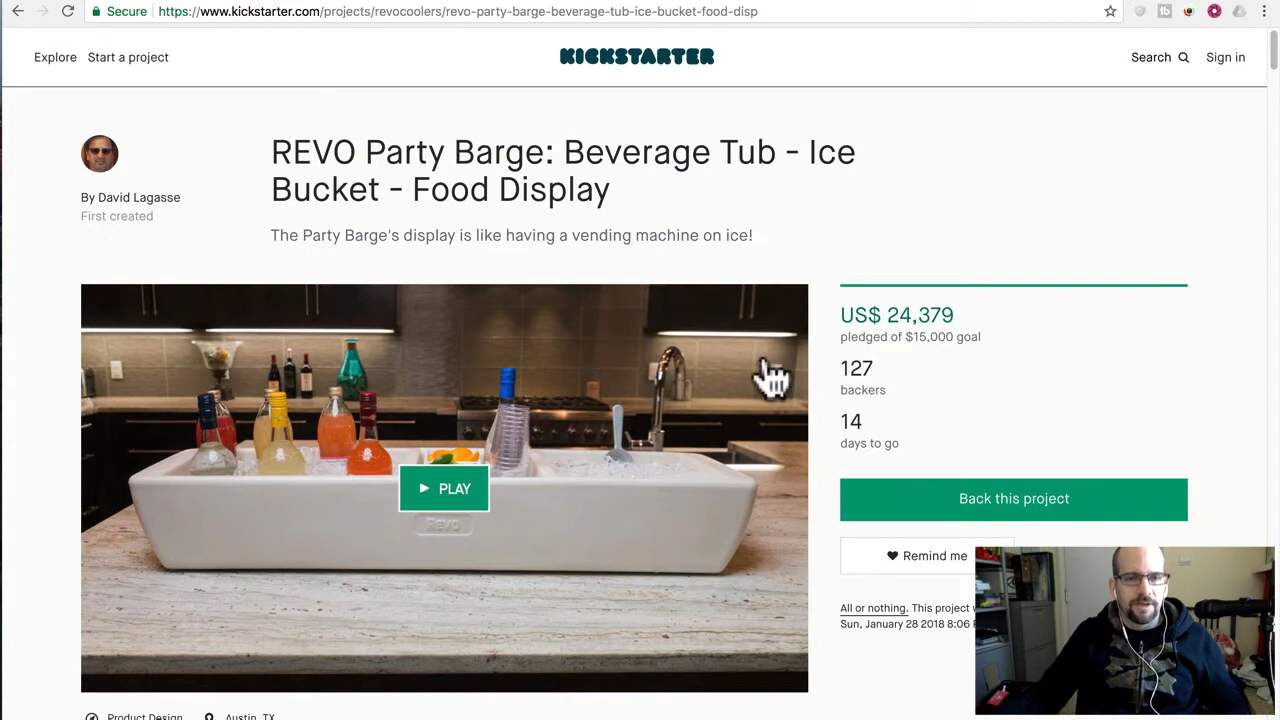 Secure
https://www.kickstarter.com/projects/revocoolers/revo-party-barge-beverage-tub-ice-bucket-food-disp
Explore Start a project
KICKSTARTER
Search Sign in
REVO Party Barge: Beverage Tub - Ice
Bucket - Food Display
By David Lagasse
First created
The Party Barge's display is like having a vending machine on ice!
US$ 24,379
pledged of $15,000 goal
127
backers
14
days to go
PLAY
REVO
Back this project
Remind me
All or nothing. This project
Sun, January 28 2018 8:06
Product Design Austin, TX